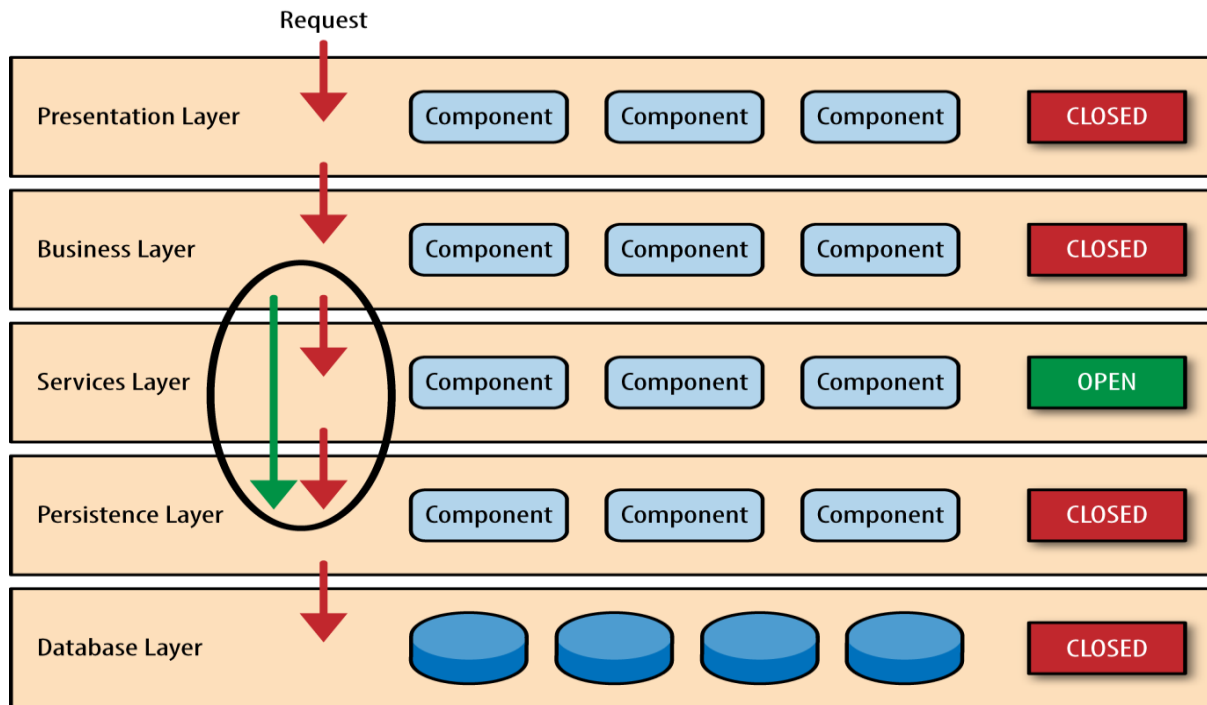 Request
Presentation Layer Component Component Component CLOSED
Business Layer Component Component Component CLOSED
Services Layer Component Component Component OPEN
Persistence Layer Component Component Component CLOSED
Database Layer CLOSED